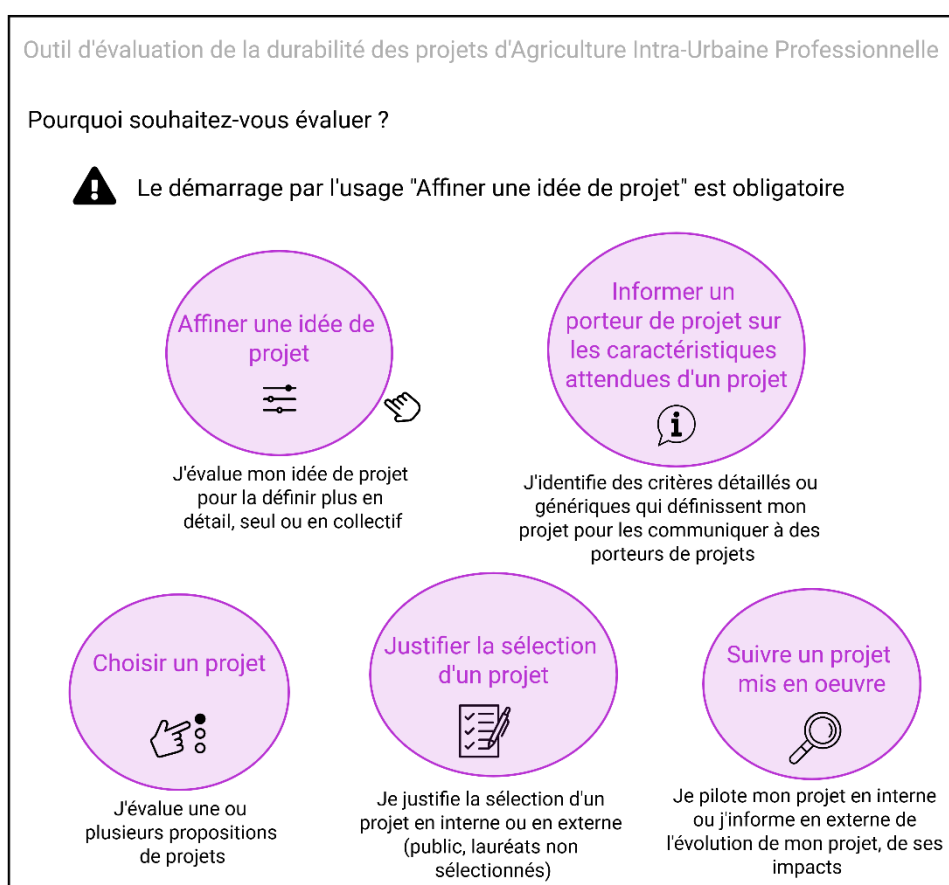 Outil d'évaluation de la durabilité des projets d'Agriculture Intra-Urbaine Professionnelle
Pourquoi souhaitez-vous évaluer ?
Le démarrage par l'usage "Affiner une idée de projet" est obligatoire
Affiner une idée de
projet
J'évalue mon idée de projet
pour la définir plus en
détail, seul ou en collectif
Informer un
porteur de projet sur
les caractéristiques
attendues d'un projet
i
J'identifie des critères détaillés ou
génériques qui définissent mon
projet pour les communiquer à des
porteurs de projets
Choisir un projet
J'évalue une ou
plusieurs propositions
de projets
Justifier la sélection
d'un projet
Je justifie la sélection d'un
projet en interne ou en externe
(public, lauréats non
sélectionnés)
Suivre un projet
mis en oeuvre
Je pilote mon projet en interne
ou j'informe en externe de
l'évolution de mon projet, de ses
impacts